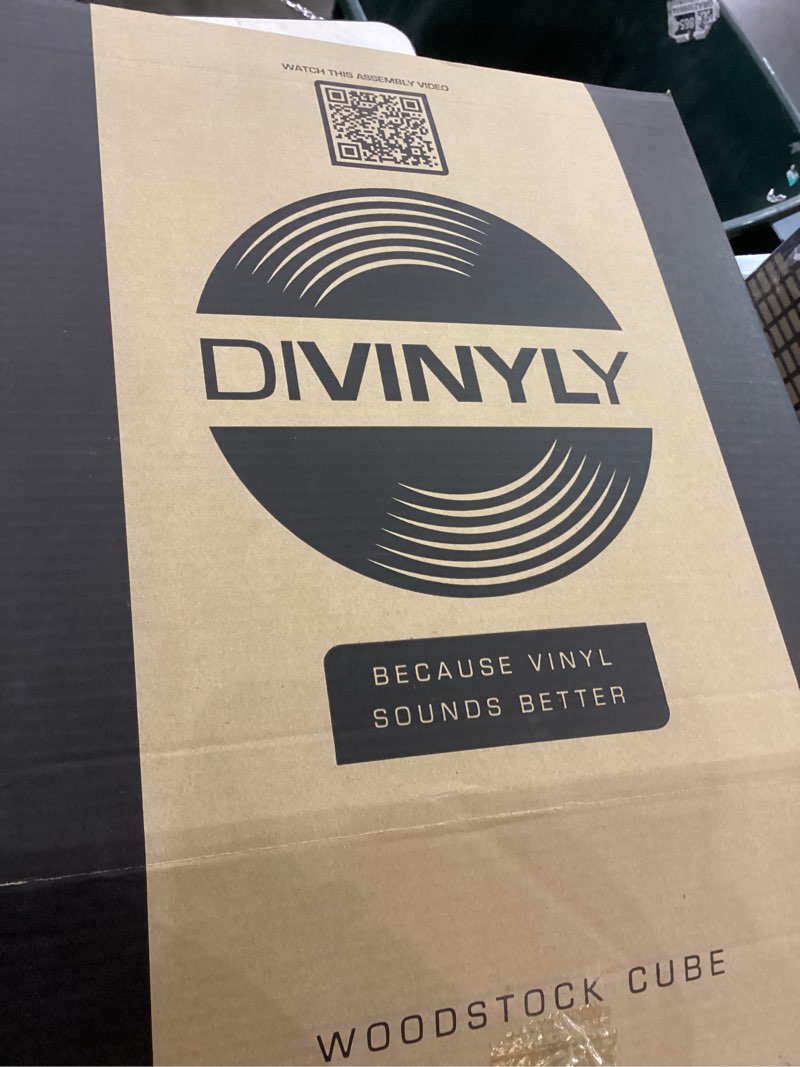 WATCH THIS ASSEMBLY VIDEO
DIVINYLY
BECAUSE VINYL
SOUNDS BETTER
WOODSTOCK CUBE